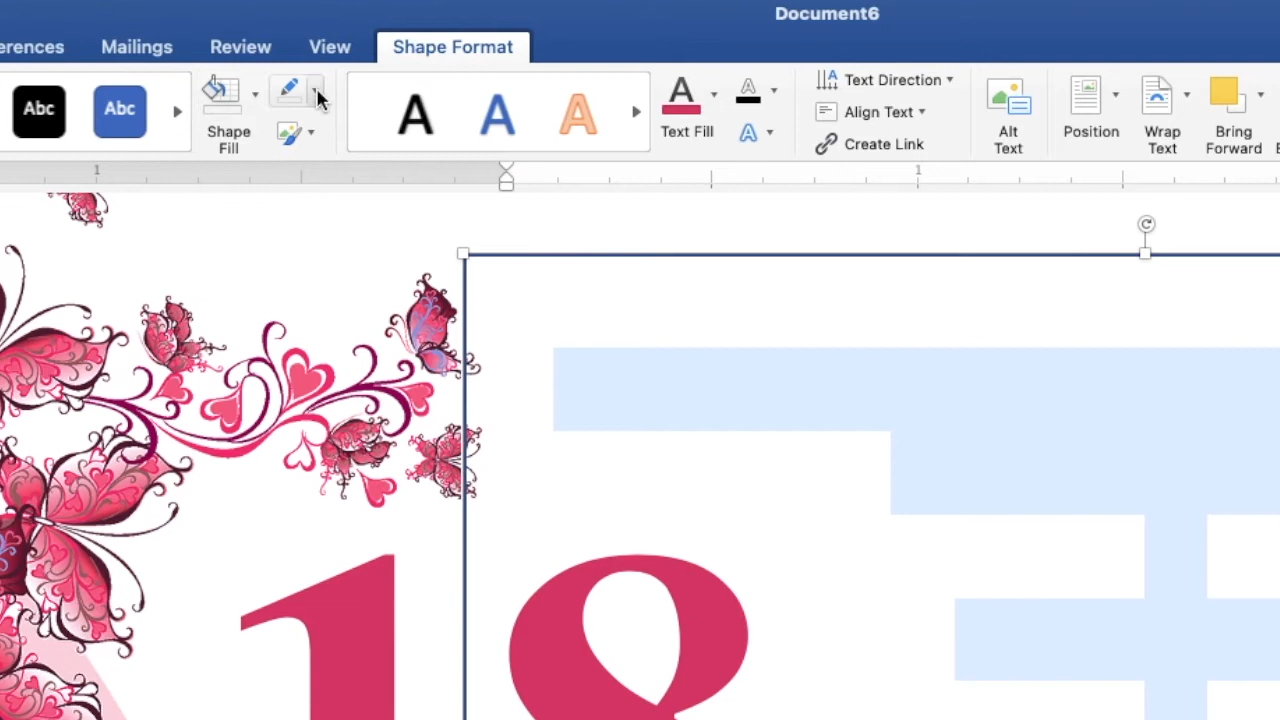 Document6
erences Mailings Review View Shape Format
Abc Abc
Shape
Fill
A A A
Text Fill
Text Direction
Align Text
Create Link
Alt
Text
Position
Wrap
Text
Bring
Forward
1 1
18